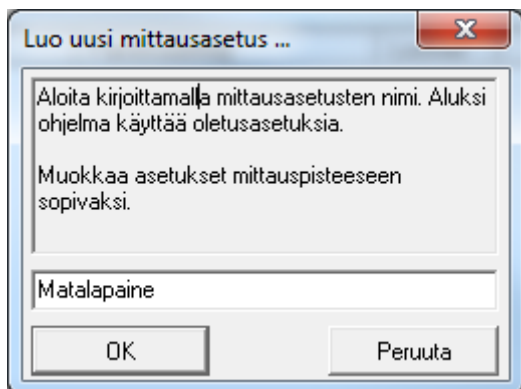 Luo uusi mittausasetus ...
Aloita kirjoittamalla mittausasetusten nimi. Aluksi
ohjelma käyttää oletusasetuksia.
Muokkaa asetukset mittauspisteeseen
sopivaksi.
Matalapaine
OK
Peruuta